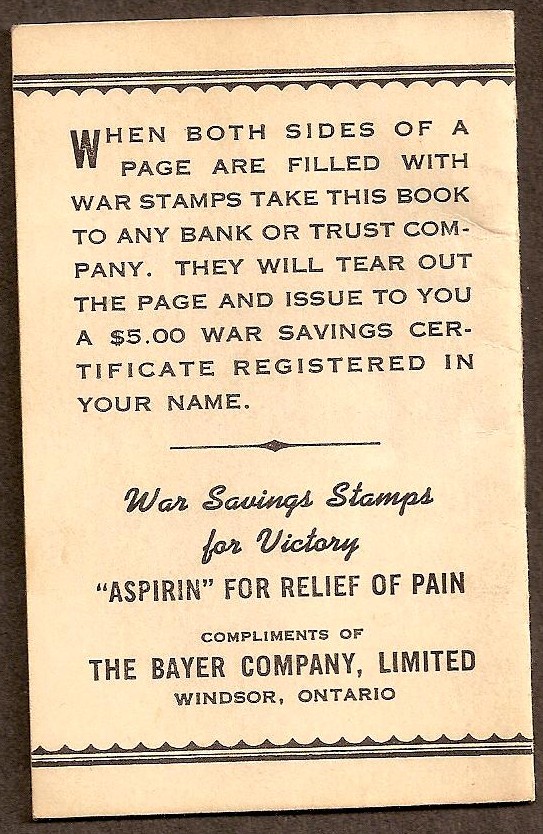 WHEN BOTH SIDES OF A
PAGE ARE FILLED WITH
WAR STAMPS TAKE THIS BOOK
TO ANY BANK OR TRUST COM-
PANY. THEY WILL TEAR OUT
THE PAGE AND ISSUE TO YOU
A $5.00 WAR SAVINGS CER-
TIFICATE REGISTERED IN
YOUR NAME.
War Savings Stamps
for Victory
"ASPIRIN" FOR RELIEF OF PAIN
COMPLIMENTS OF
THE BAYER COMPANY, LIMITED
WINDSOR, ONTARIO